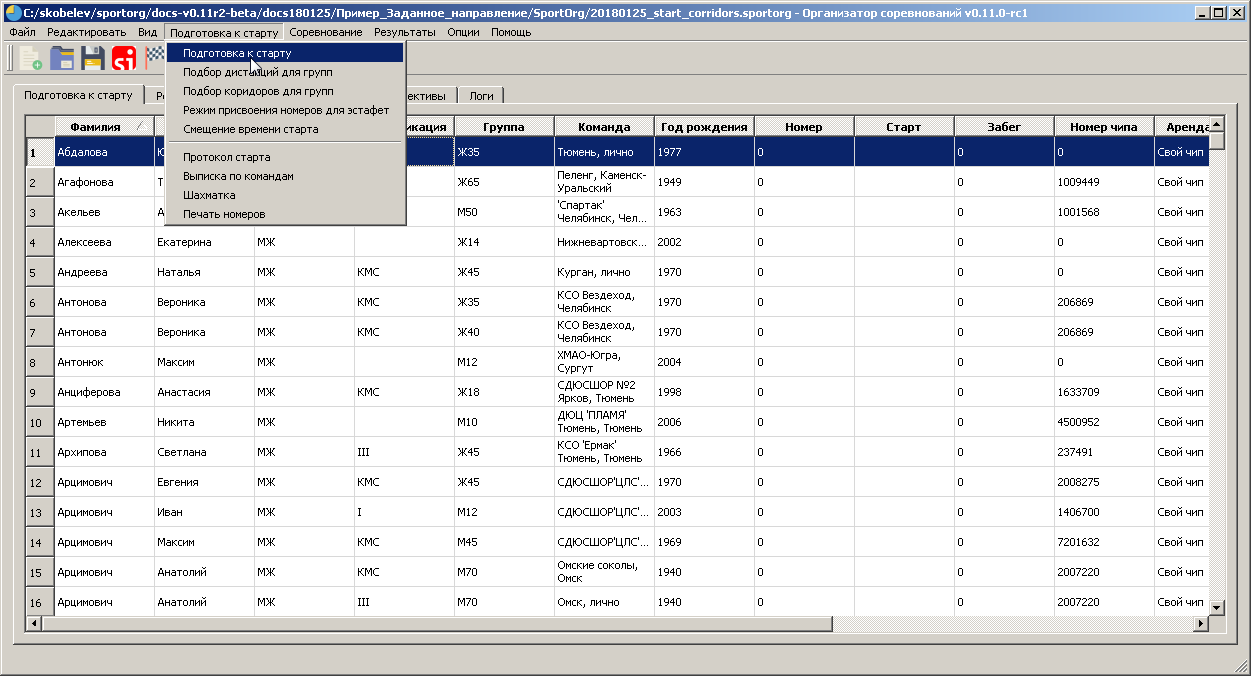 C:/skobelev/sportorg/docs-v0.11r2-beta/docs180125/Пример_Заданное_направление/SportOrg/20180125_start_corridors.sportorg - Организатор соревнований v0.11.0-rc1
Файл Редактировать Вид Подготовка к старту Соревнование Результаты Опции Помощь
Подготовка к старту
Подбор дистанций для групп
Подбор коридоров для групп
Режим присвоения номеров для эстафет
Смещение времени старта
Протокол старта
Выписка по командам
Шахматка
Печать номеров
si
Подготовка к старту Ре ективы Логи
Фамилия икация Группа Команда Год рождения Номер Старт Забег Номер чипа Аренда
1 Абдалова Ю Ж35 Тюмень, лично 1977 0 0 0 Свой чип
2 Агафонова Т Ж65 Пеленг, Каменск-
Уральский 1949 0 0 1009449 Свой чип
3 Акельев А М50 'Спартак'
Челябинск, Чел... 1963 0 0 1001568 Свой чип
4 Алексеева Екатерина МЖ Ж14 Нижневартовск... 2002 0 0 0 Свой чип
5 Андреева Наталья МЖ КМС Ж45 Курган, лично 1970 0 0 0 Свой чип
6 Антонова Вероника МЖ КМС Ж35 КСО Вездеход,
Челябинск 1970 0 0 206869 Свой чип
7 Антонова Вероника МЖ КМС Ж40 КСО Вездеход,
Челябинск 1970 0 0 206869 Свой чип
8 Антонюк Максим МЖ М12 ХМАО-Югра,
Сургут 2004 0 0 0 Свой чип
9 Анциферова Анастасия МЖ КМС Ж18 СДЮСШОР №2
Ярков, Тюмень 1998 0 0 1633709 Свой чип
10 Артемьев Никита МЖ М10 ДЮЦ 'ПЛАМЯ'
Тюмень, Тюмень 2006 0 0 4500952 Свой чип
11 Архипова Светлана МЖ III Ж45 КСО 'Ермак'
Тюмень, Тюмень 1966 0 0 237491 Свой чип
12 Арцимович Евгения МЖ КМС Ж45 СДЮСШОР'ЦЛС'... 1970 0 0 2008275 Свой чип
13 Арцимович Иван МЖ I М12 СДЮСШОР'ЦЛС'... 2003 0 0 1406700 Свой чип
14 Арцимович Максим МЖ КМС М45 СДЮСШОР'ЦЛС'... 1969 0 0 7201632 Свой чип
15 Арцимович Анатолий МЖ КМС М70 Омские соколы,
Омск 1940 0 0 2007220 Свой чип
16 Арцимович Анатолий МЖ III М70 Омск, лично 1940 0 0 2007220 Свой чип